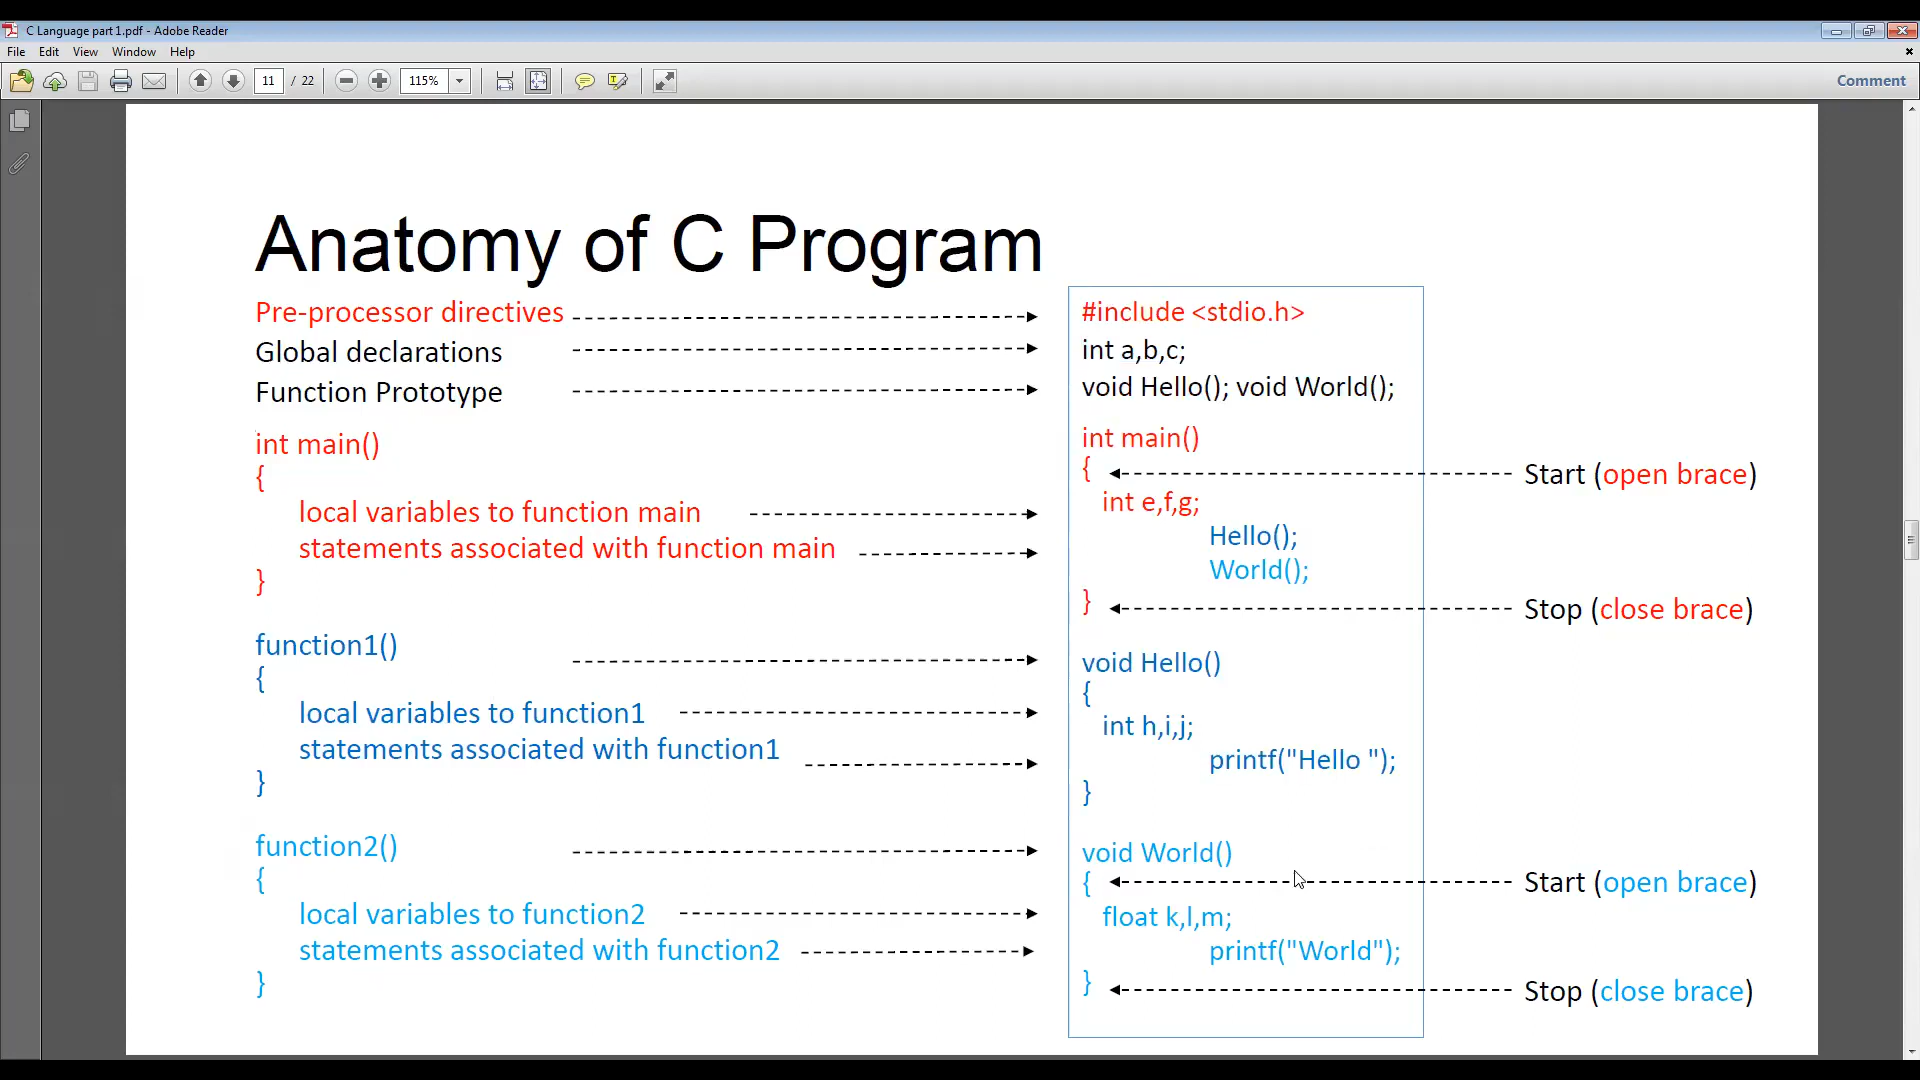 C Language part 1.pdf - Adobe Reader
File Edit View Window Help
11 / 22 115% Comment
Anatomy of C Program
Pre-processor directives
Global declarations
Function Prototype
int main()
{
local variables to function main
statements associated with function main
}
function1()
{
local variables to function1
statements associated with function1
}
function2()
{
local variables to function2
statements associated with function2
}
#include <stdio.h>
int a,b,c;
void Hello(); void World();
int main()
{
int e,f,g;
Hello();
World();
}
void Hello()
{
int h,i,j;
printf("Hello ");
}
void World()
{
float k,l,m;
printf("World");
}
Start (open brace)
Stop (close brace)
Start (open brace)
Stop (close brace)